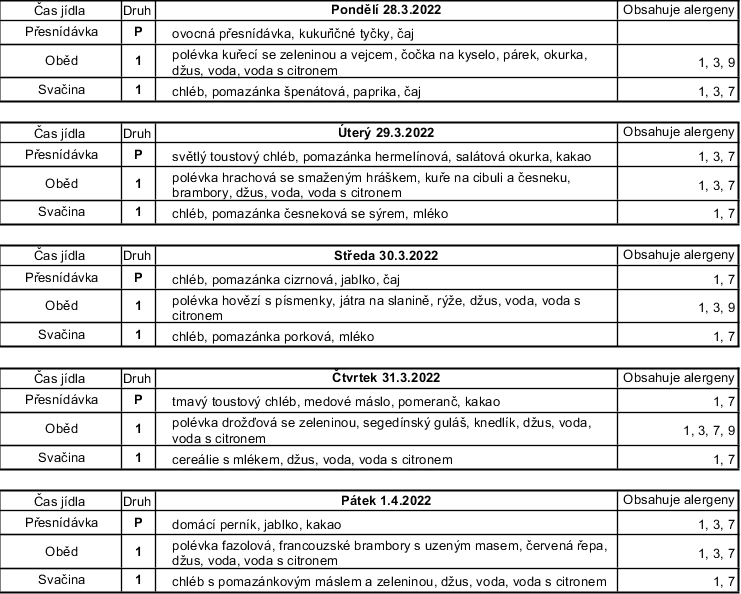 Čas jídla Druh Pondělí 28.3.2022 Obsahuje alergeny
Přesnídávka P ovocná přesnídávka, kukuřičné tyčky, čaj
Oběd 1 polévka kuřecí se zeleninou a vejcem, čočka na kyselo, párek, okurka,
džus, voda, voda s citronem 1, 3, 9
Svačina 1 chléb, pomazánka špenátová, paprika, čaj 1, 3, 7
Čas jídla Druh Úterý 29.3.2022 Obsahuje alergeny
Přesnídávka P světlý toustový chléb, pomazánka hermelínová, salátová okurka, kakao 1, 3, 7
Oběd 1 polévka hrachová se smaženým hráškem, kuře na cibuli a česneku,
brambory, džus, voda, voda s citronem 1, 3, 7
Svačina 1 chléb, pomazánka česneková se sýrem, mléko 1, 7
Čas jídla Druh Středa 30.3.2022 Obsahuje alergeny
Přesnídávka P chléb, pomazánka cizrnová, jablko, čaj 1, 7
Oběd 1 polévka hovězí s písmenky, játra na slanině, rýže, džus, voda, voda s
citronem 1, 3, 9
Svačina 1 chléb, pomazánka porková, mléko 1, 7
Čas jídla Druh Čtvrtek 31.3.2022 Obsahuje alergeny
Přesnídávka P tmavý toustový chléb, medové máslo, pomeranč, kakao 1, 7
Oběd 1 polévka drožďová se zeleninou, segedínský guláš, knedlík, džus, voda,
voda s citronem 1, 3, 7, 9
Svačina 1 cereálie s mlékem, džus, voda, voda s citronem 1, 7
Čas jídla Druh Pátek 1.4.2022 Obsahuje alergeny
Přesnídávka P domácí perník, jablko, kakao 1, 3, 7
Oběd 1 polévka fazolová, francouzské brambory s uzeným masem, červená řepa,
džus, voda, voda s citronem 1, 3, 7
Svačina 1 chléb s pomazánkovým máslem a zeleninou, džus, voda, voda s citronem 1, 7